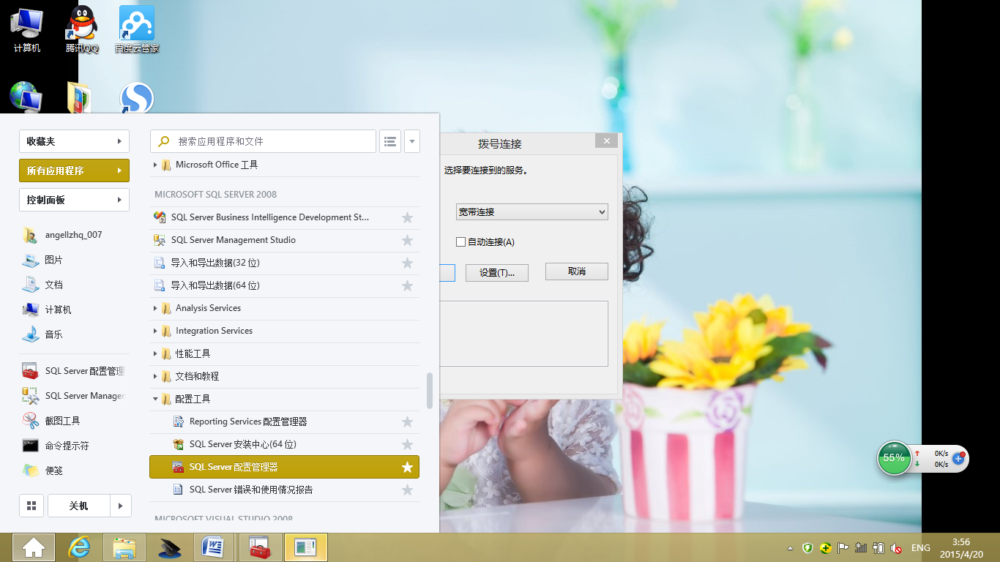 计算机
腾讯QQ
百度云管家
收藏夹
所有应用程序
控制面板
angellzhq_007
图片
文档
计算机
音乐
SQL Server 配置管理
SQL Server Manager
截图工具
命令提示符
便笺
关机
搜索应用程序和文件
Microsoft Office 工具
MICROSOFT SQL SERVER 2008
SQL Server Business Intelligence Development St...
SQL Server Management Studio
导入和导出数据(32 位)
导入和导出数据(64 位)
Analysis Services
Integration Services
性能工具
文档和教程
配置工具
Reporting Services 配置管理器
SQL Server 安装中心(64 位)
SQL Server 配置管理器
SQL Server 错误和使用情况报告
MICROSOFT VISUAL STUDIO 2008
拨号连接
选择要连接到的服务。
宽带连接
自动连接(A)
设置(T)...
取消
55%
0K/s
0K/s
ENG
3:56
2015/4/20